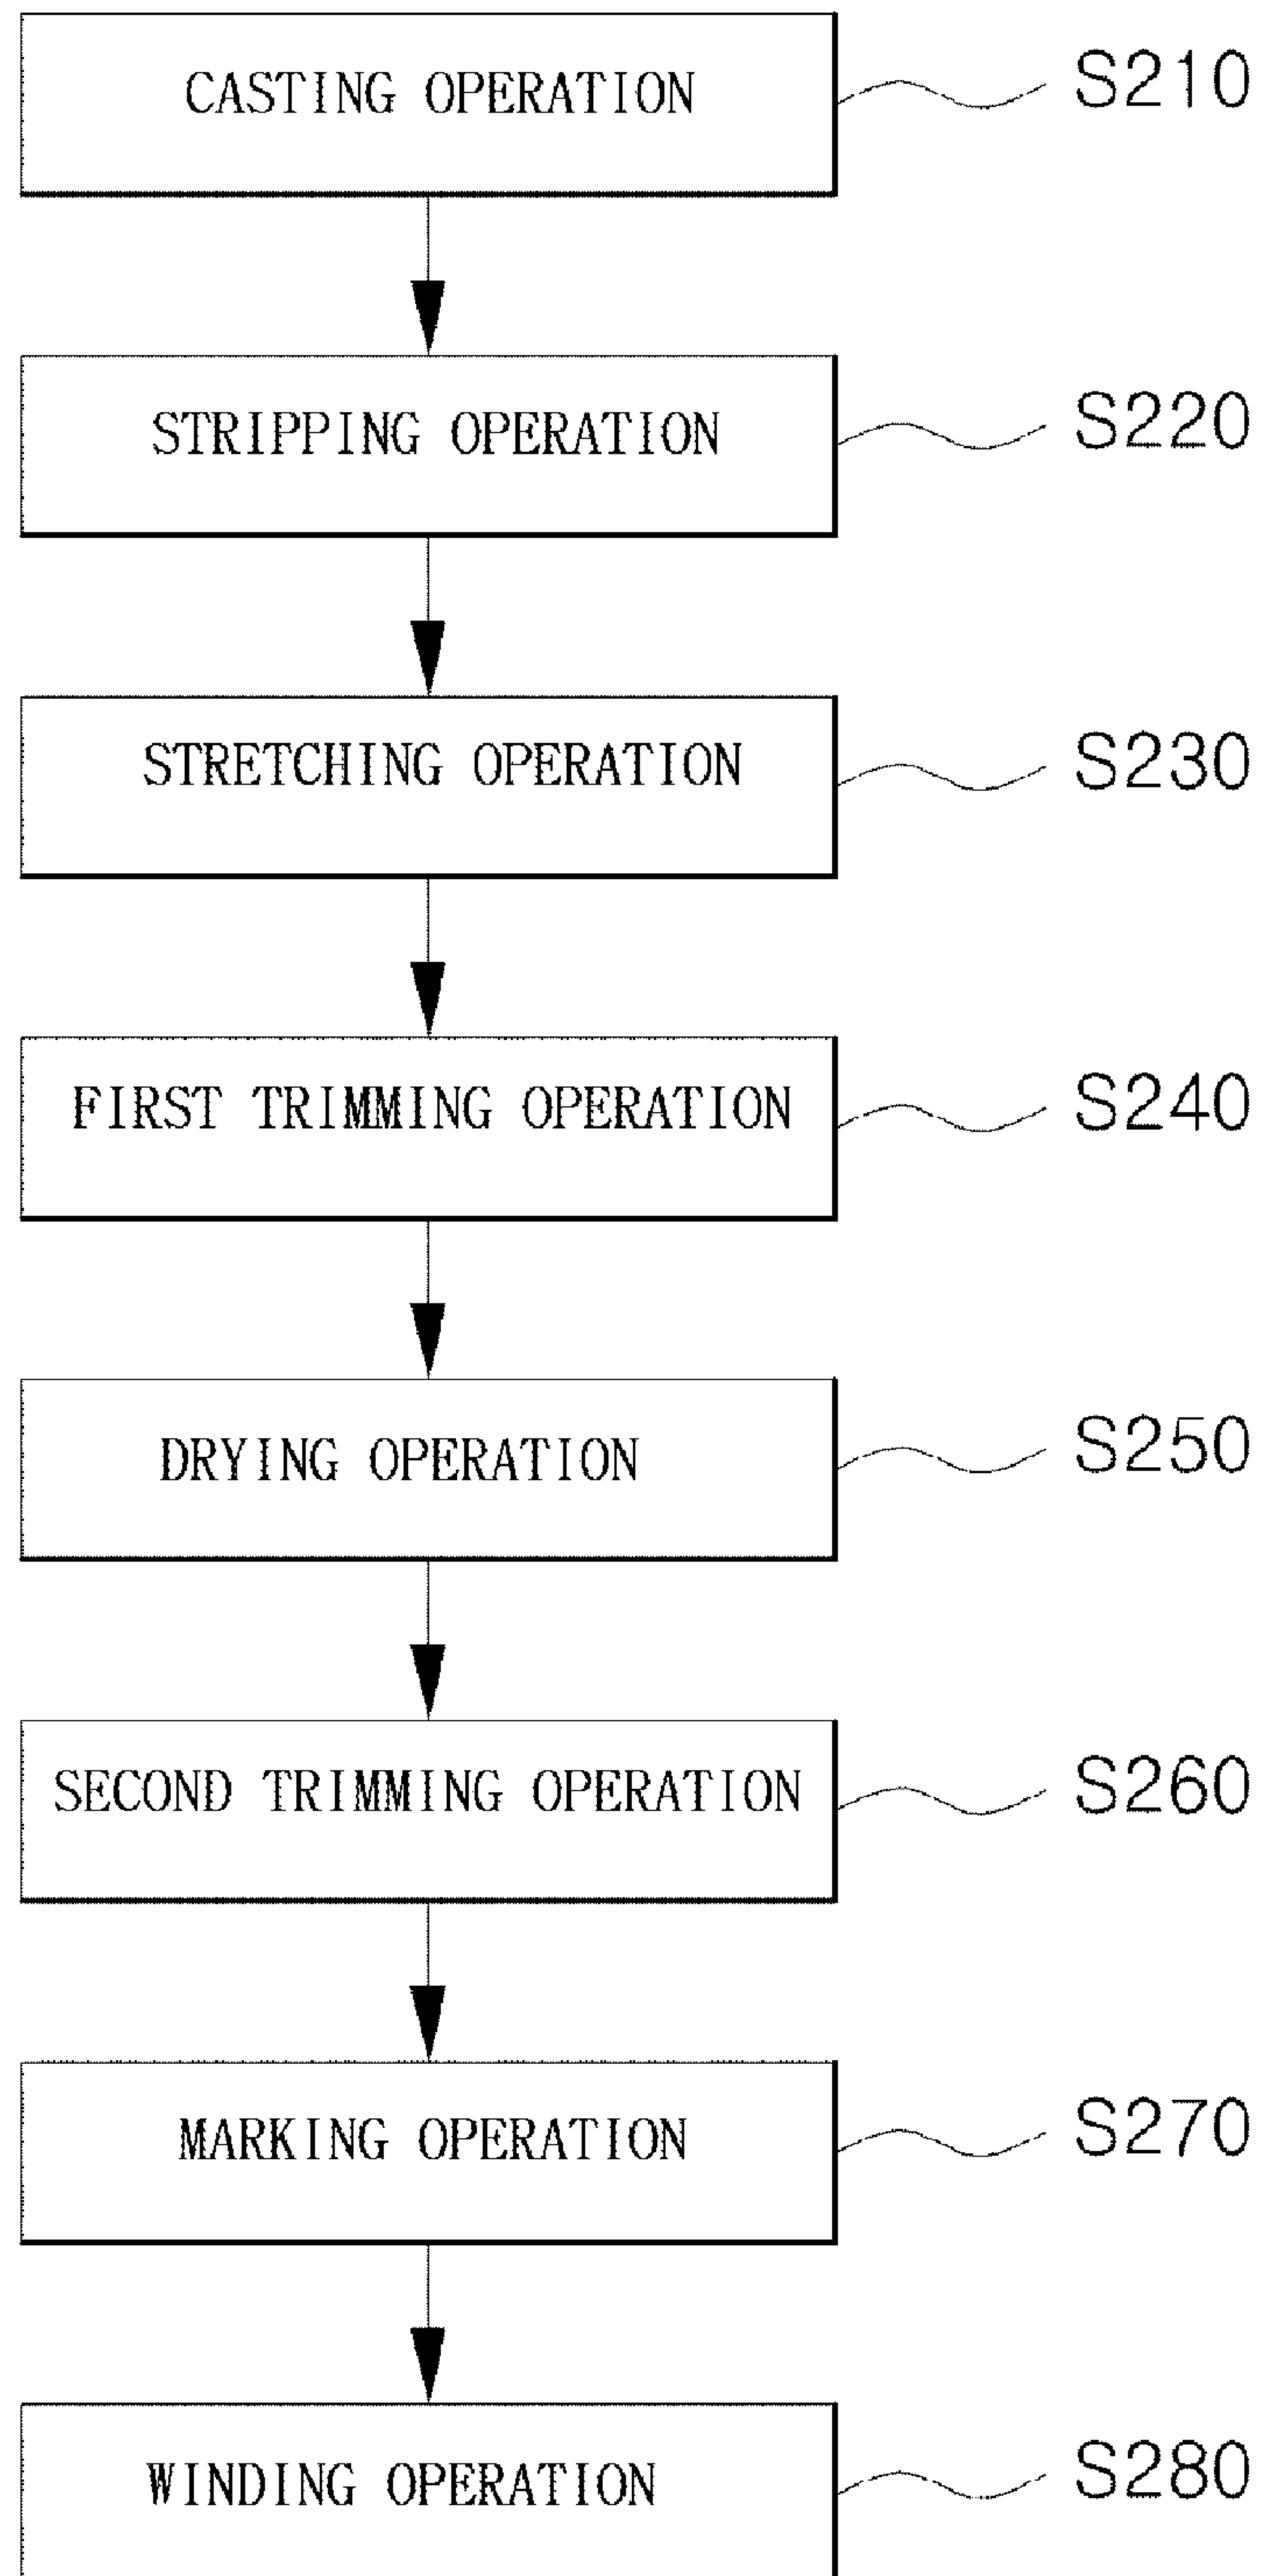 CASTING OPERATION S210
STRIPPING OPERATION S220
STRETCHING OPERATION S230
FIRST TRIMMING OPERATION S240
DRYING OPERATION S250
SECOND TRIMMING OPERATION S260
MARKING OPERATION S270
WINDING OPERATION S280